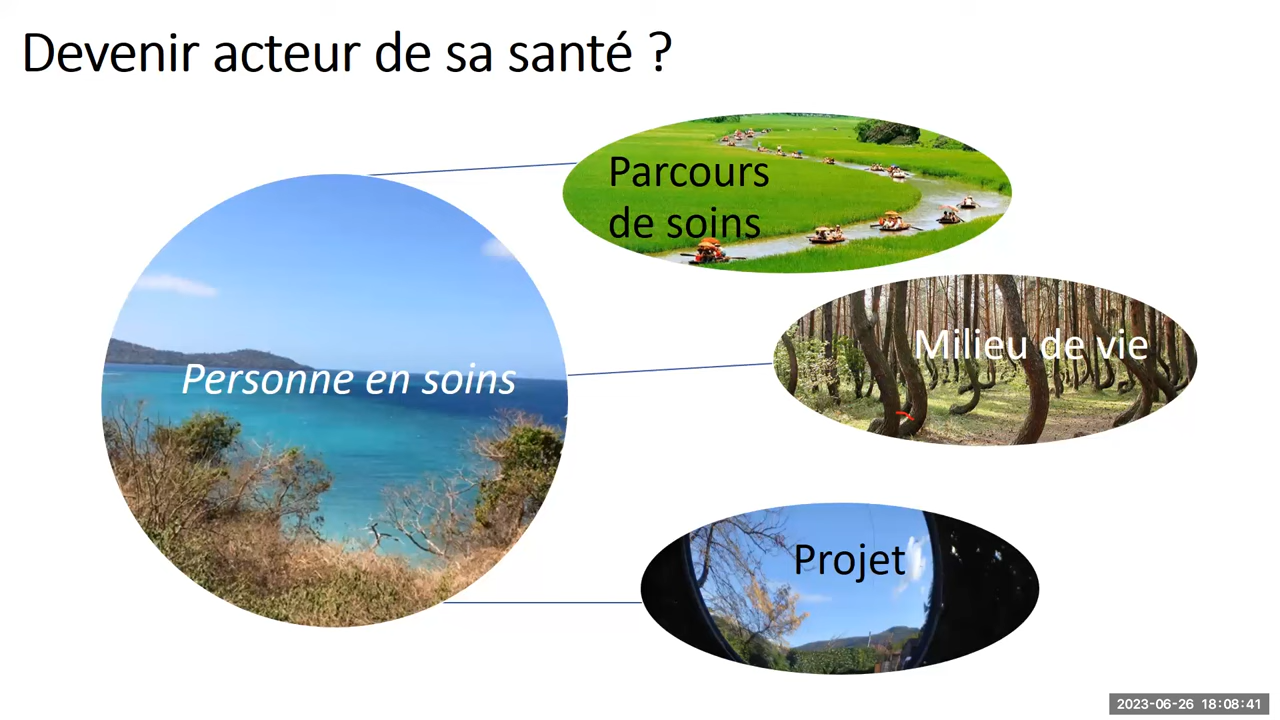 Devenir acteur de sa santé ?
Parcours
de soins
Milieu de vie
Personne en soins
Projet
2023-06-26 18:08:41